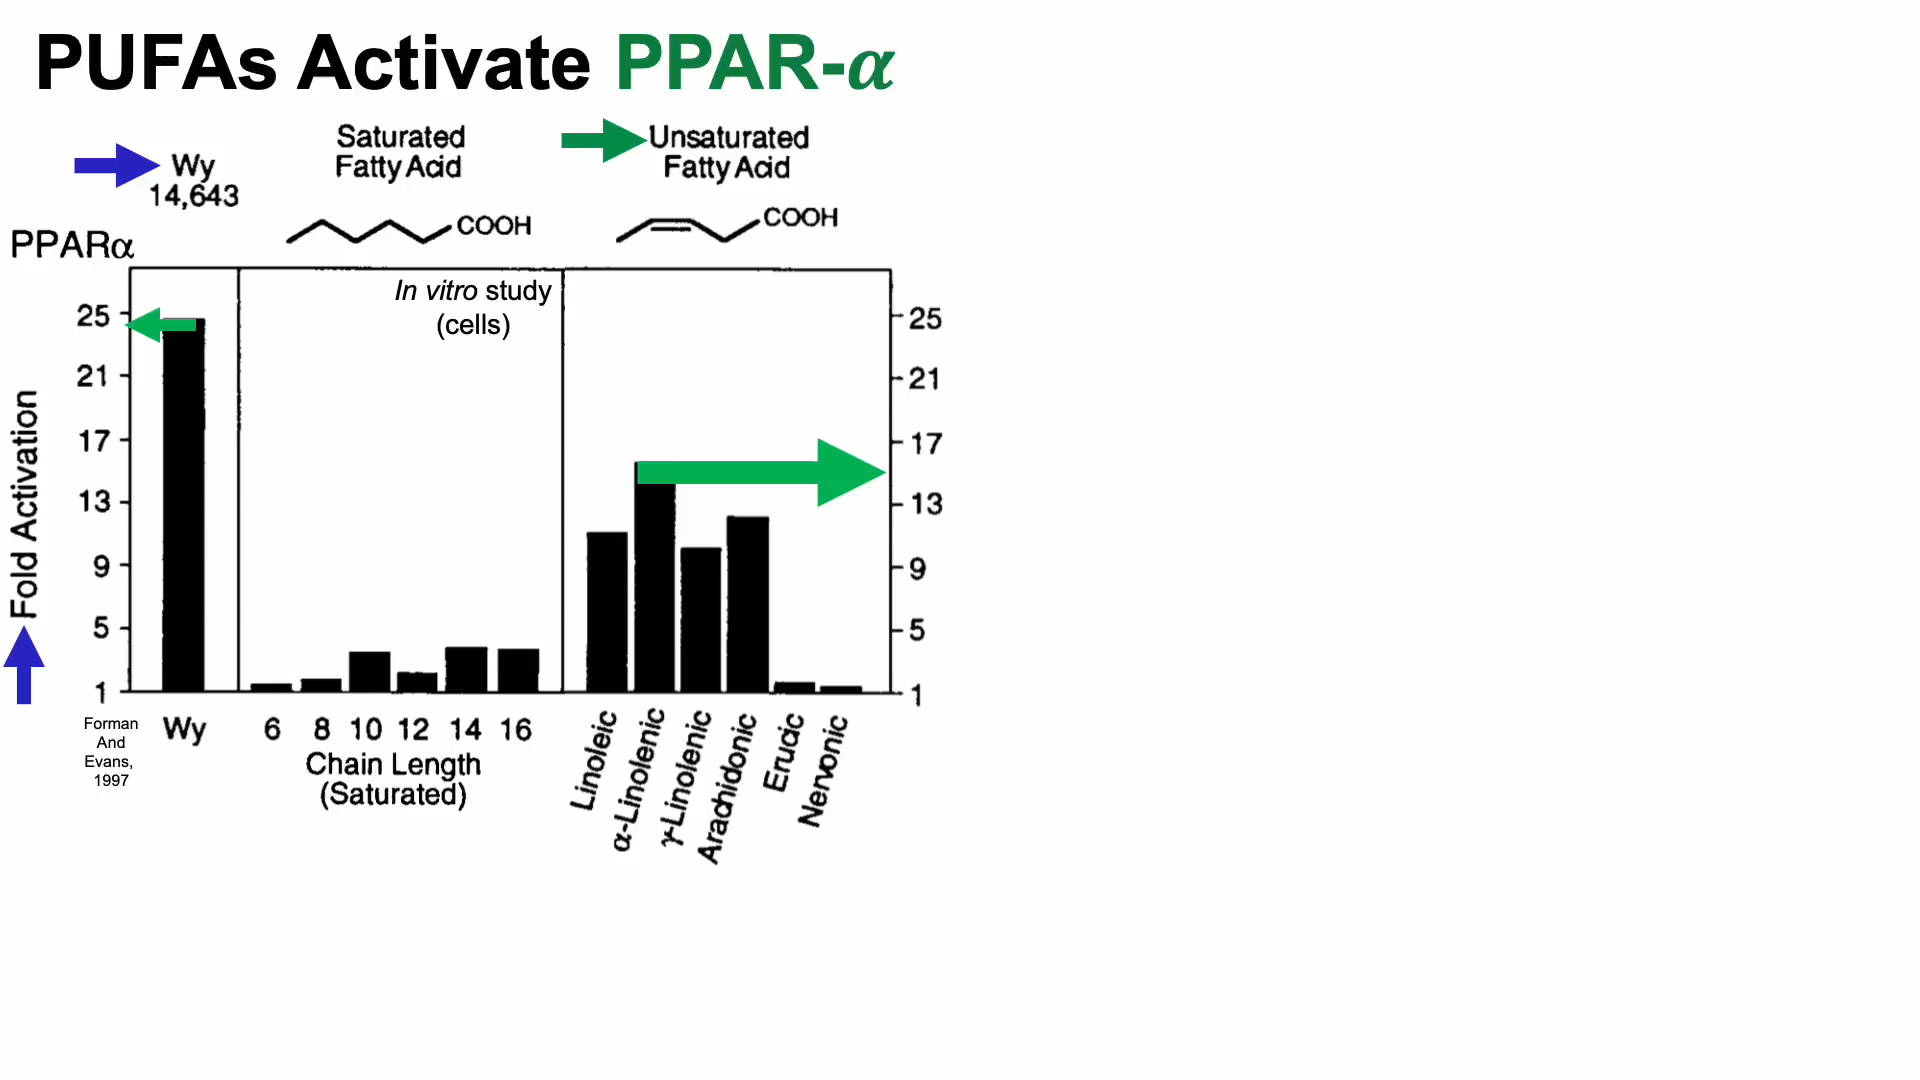 PUFAs Activate PPAR-α
Wy
14,643
Saturated
Fatty Acid
Unsaturated
Fatty Acid
COOH
COOH
PPARα
In vitro study
(cells)
25
21
17
13
9
5
1
Fold Activation
25
21
17
13
9
5
1
Forman
And
Evans,
1997
Wy
6 8 10 12 14 16
Chain Length
(Saturated)
Linoleic
α-Linolenic
γ-Linolenic
Arachidonic
Erucic
Nervonic